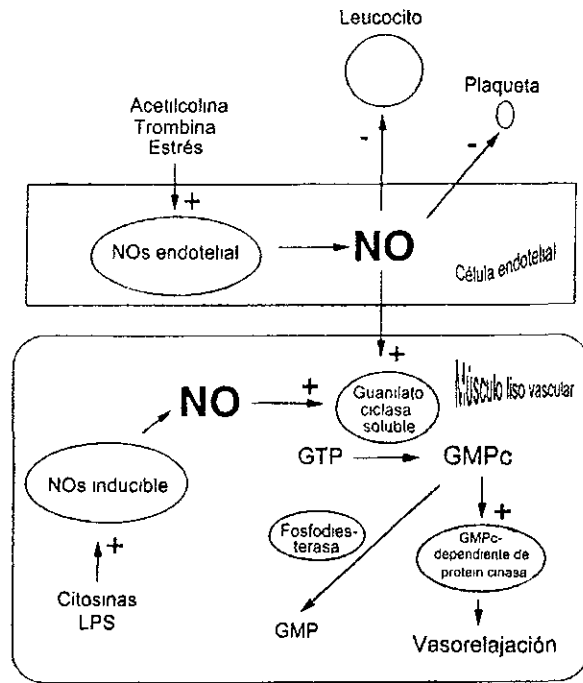 Leucocito
Plaqueta
Acetilcolina
Trombina
Estrés
-
-
+
NOs endotelial
NO
Célula endotelial
+
NO
+
Guanilato
ciclasa
soluble
Músculo liso vascular
GTP
GMPc
NOs inducible
+
Fosfodies-
terasa
+
GMPc-
dependiente de
protein cinasa
Citosinas
LPS
GMP
Vasorelajación